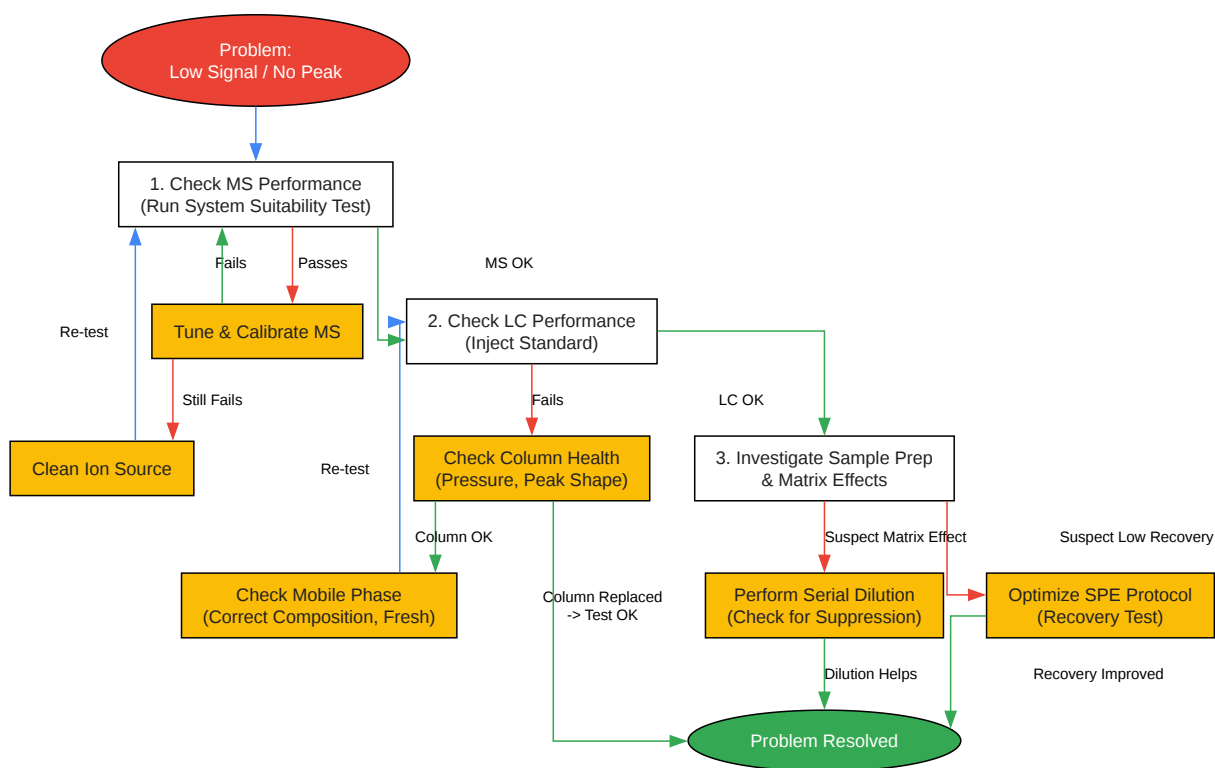 Problem:
Low Signal / No Peak
1. Check MS Performance
(Run System Suitability Test)
Fails
Passes
MS OK
Re-test
Tune & Calibrate MS
2. Check LC Performance
(Inject Standard)
Still Fails
Fails
LC OK
Clean Ion Source
Re-test
Check Column Health
(Pressure, Peak Shape)
3. Investigate Sample Prep
& Matrix Effects
Column OK
Suspect Matrix Effect
Suspect Low Recovery
Check Mobile Phase
(Correct Composition, Fresh)
Column Replaced
-> Test OK
Perform Serial Dilution
(Check for Suppression)
Optimize SPE Protocol
(Recovery Test)
Dilution Helps
Recovery Improved
Problem Resolved